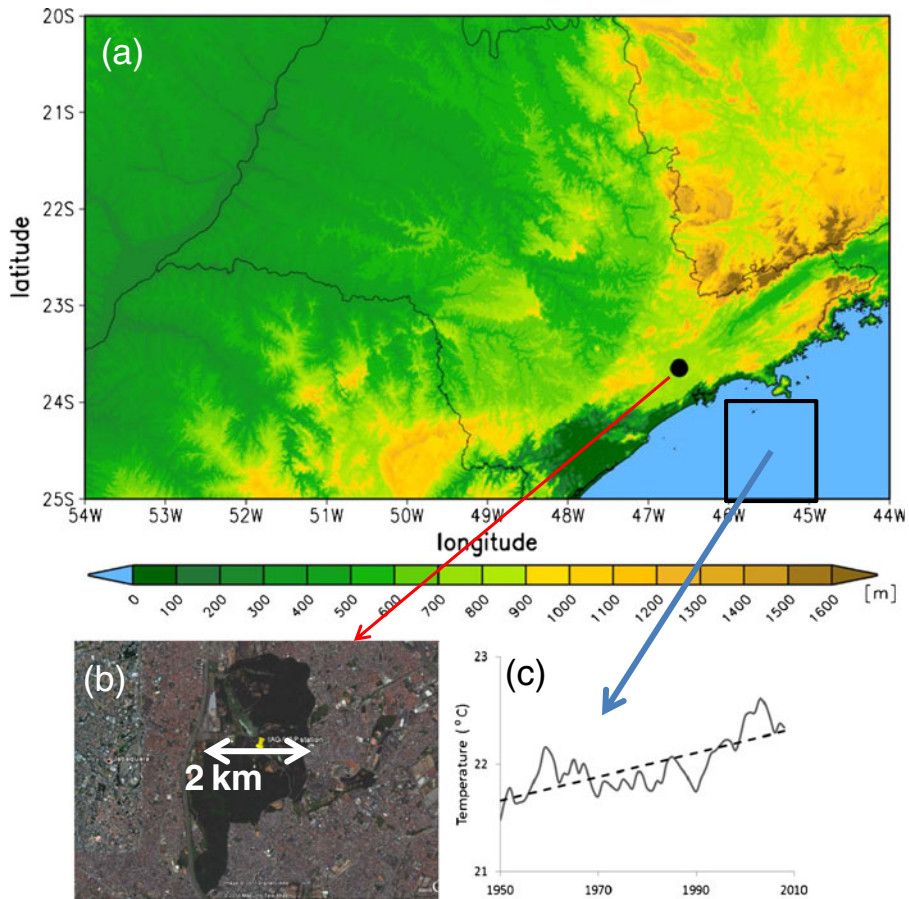 (a)
20S
21S
22S
23S
24S
25S
latitude
54W 53W 52W 51W 50W 49W 48W 47W 46W 45W 44W
longitude
0 100 200 300 400 500 600 700 800 900 1000 1100 1200 1300 1400 1500 1600 [m]
(b)
station
Jabaquara
2 km
(c)
23
22
21
Temperature (°C)
1950 1970 1990 2010